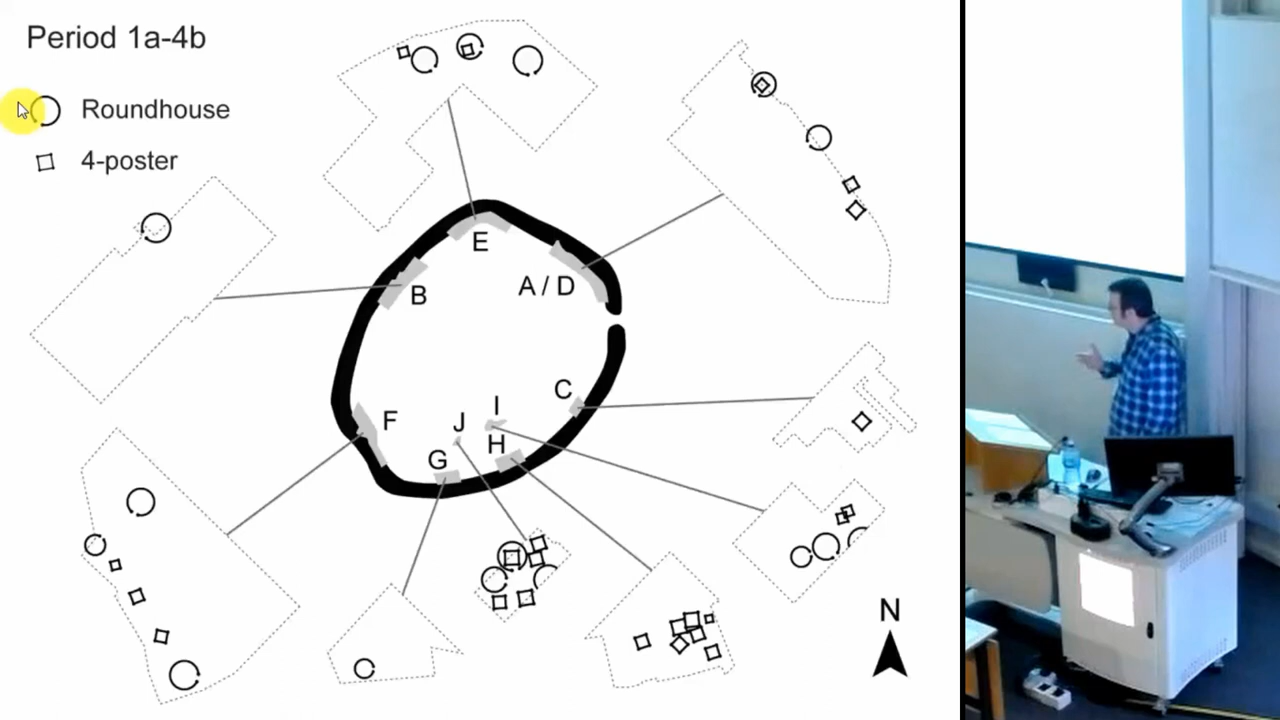 Period 1a-4b
Roundhouse
4-poster
E
A / D
B
C
F
I
J
H
G
N